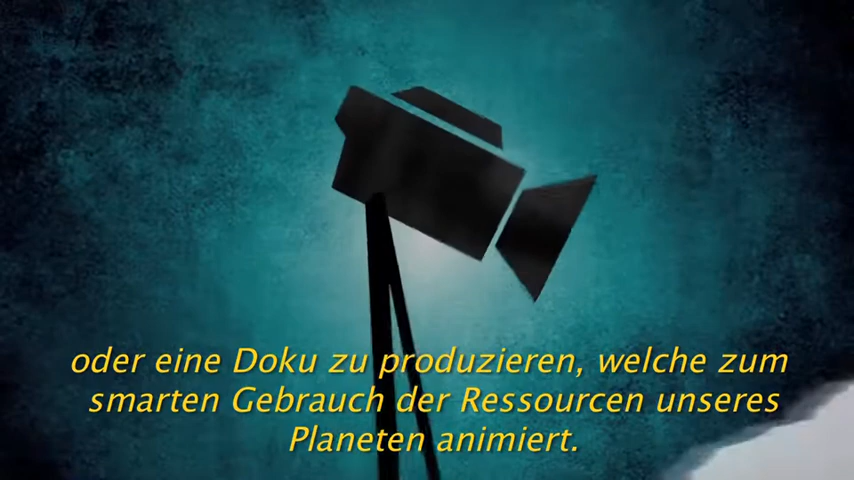 oder eine Doku zu produzieren, welche zum
smarten Gebrauch der Ressourcen unseres
Planeten animiert.